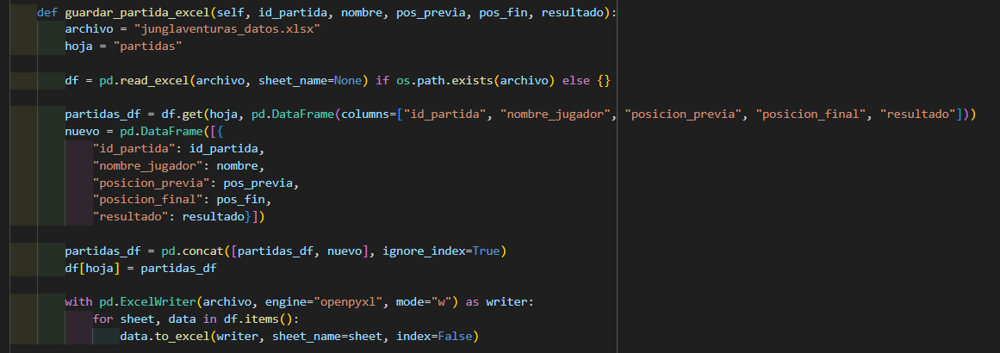 def guardar_partida_excel(self, id_partida, nombre, pos_previa, pos_fin, resultado):
archivo = "junglaventuras_datos.xlsx"
hoja = "partidas"
df = pd.read_excel(archivo, sheet_name=None) if os.path.exists(archivo) else {}
partidas_df = df.get(hoja, pd.DataFrame(columns=["id_partida", "nombre_jugador", "posicion_previa", "posicion_final", "resultado"]))
nuevo = pd.DataFrame([{
"id_partida": id_partida,
"nombre_jugador": nombre,
"posicion_previa": pos_previa,
"posicion_final": pos_fin,
"resultado": resultado}])
partidas_df = pd.concat([partidas_df, nuevo], ignore_index=True)
df[hoja] = partidas_df
with pd.ExcelWriter(archivo, engine="openpyxl", mode="w") as writer:
for sheet, data in df.items():
data.to_excel(writer, sheet_name=sheet, index=False)